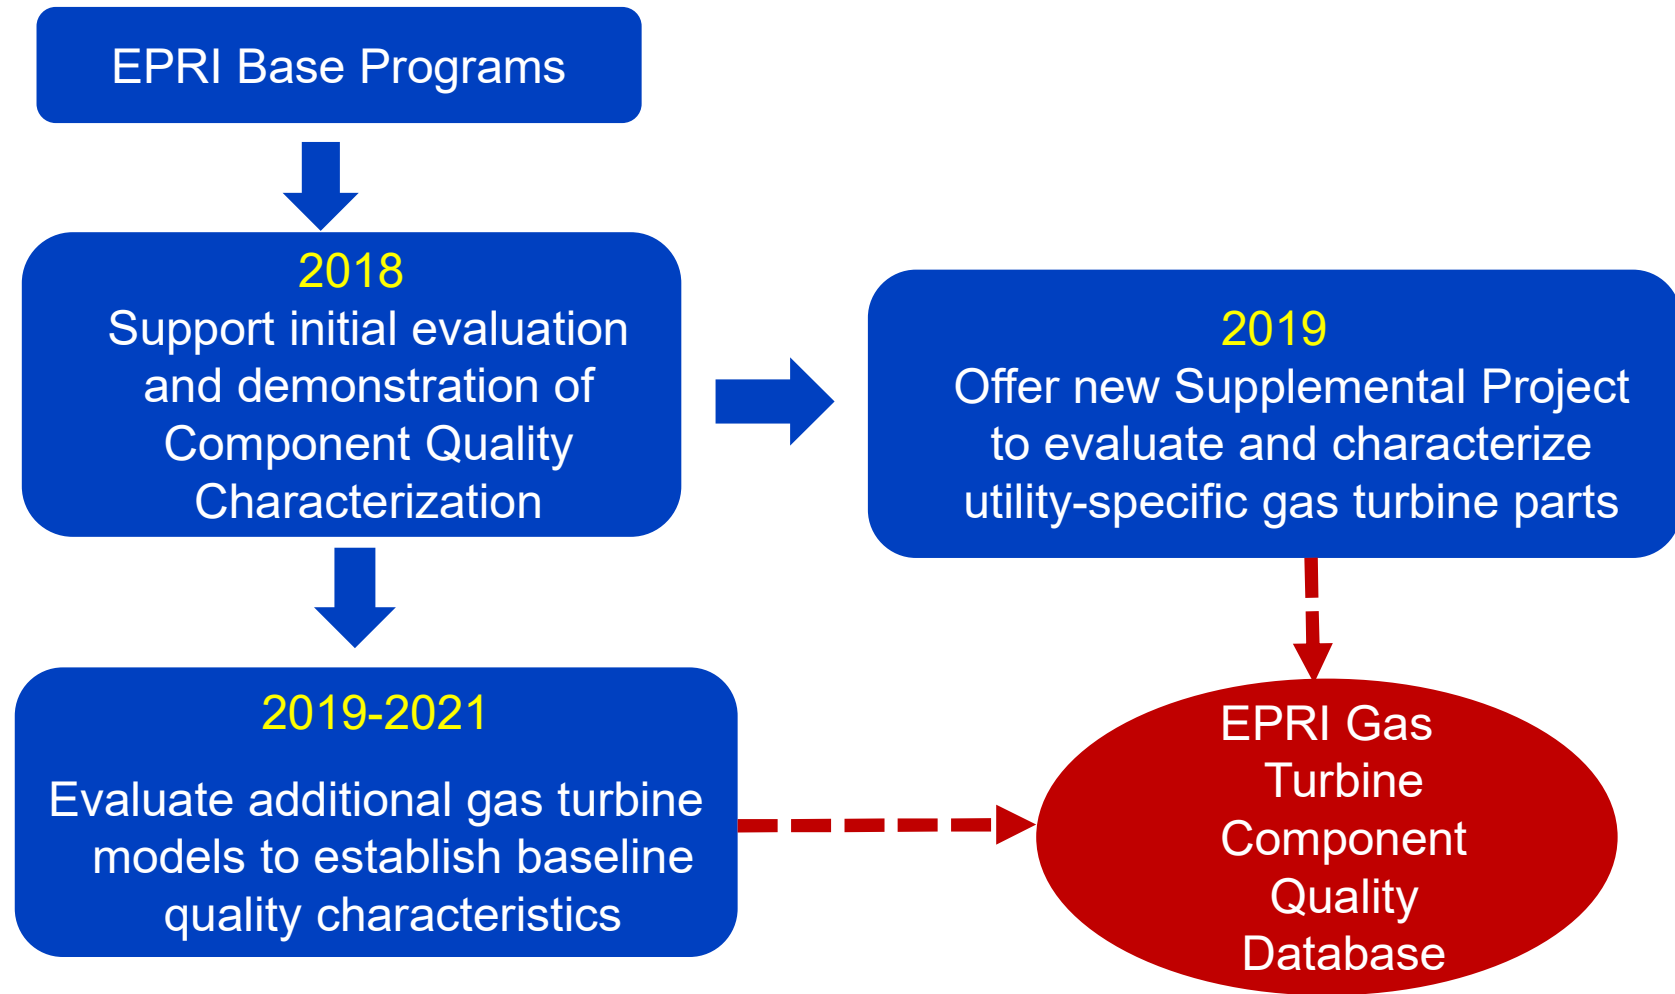 EPRI Base Programs
2018
Support initial evaluation
and demonstration of
Component Quality
Characterization
2019
Offer new Supplemental Project
to evaluate and characterize
utility-specific gas turbine parts
2019-2021
Evaluate additional gas turbine
models to establish baseline
quality characteristics
EPRI Gas
Turbine
Component
Quality
Database